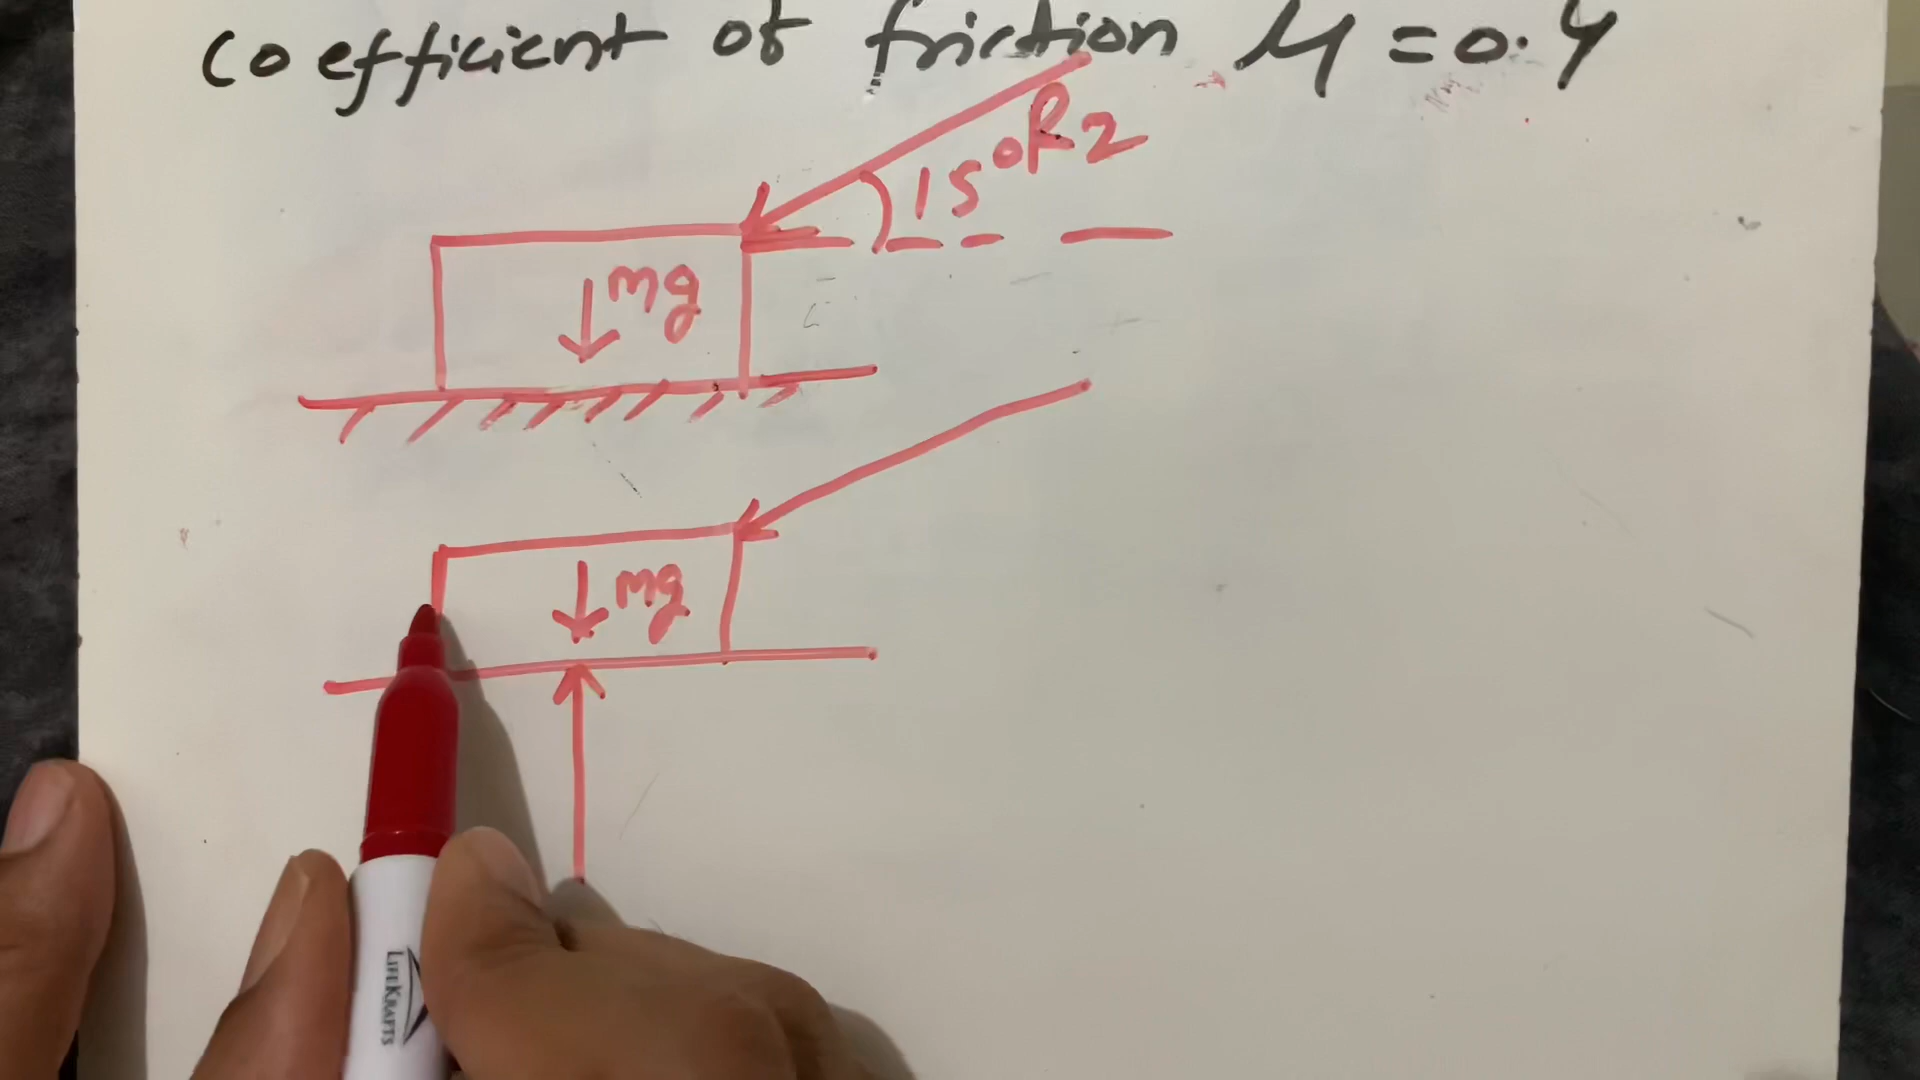 Coefficient of friction μ = 0.4
15° R2
mg
mg
LIFEKRAFTS